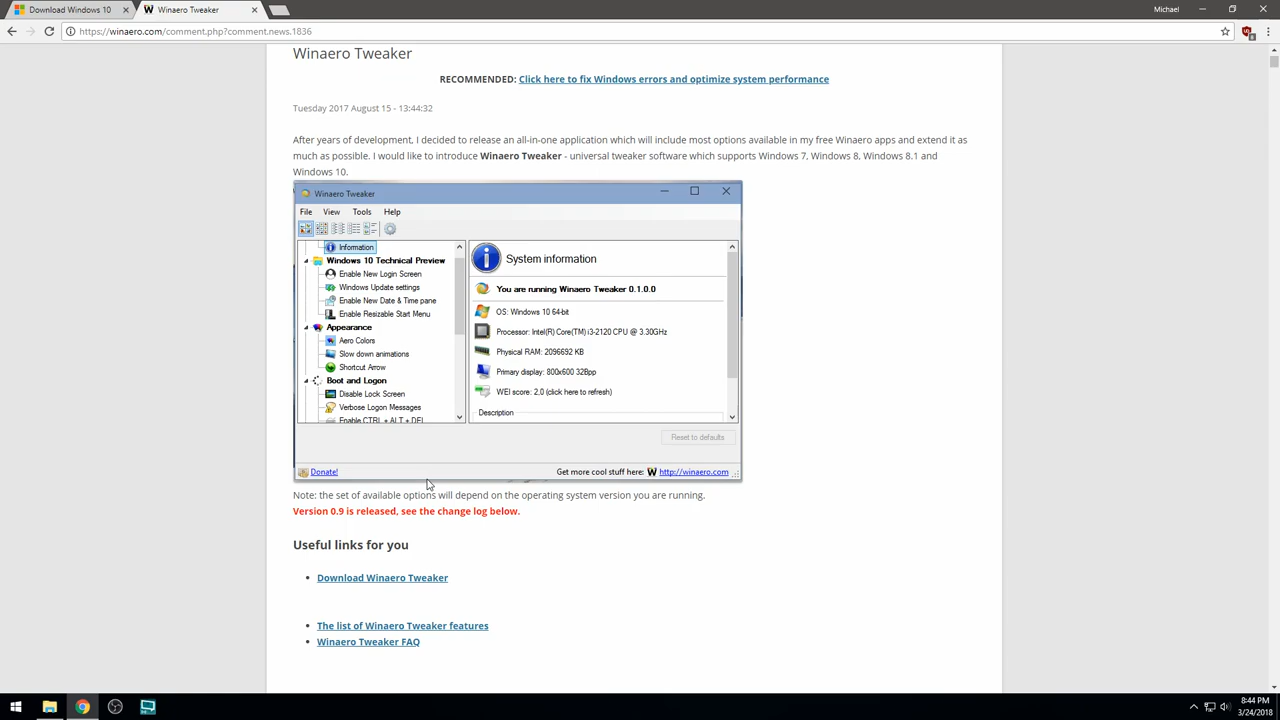 Download Windows 10
Winaero Tweaker
Michael
https://winaero.com/comment.php?comment.news.1836
Winaero Tweaker
RECOMMENDED: Click here to fix Windows errors and optimize system performance
Tuesday 2017 August 15 - 13:44:32
After years of development, I decided to release an all-in-one application which will include most options available in my free Winaero apps and extend it as
much as possible. I would like to introduce Winaero Tweaker - universal tweaker software which supports Windows 7, Windows 8, Windows 8.1 and
Windows 10.
Winaero Tweaker
File View Tools Help
Information
Windows 10 Technical Preview
Enable New Login Screen
Windows Update settings
Enable New Date & Time pane
Enable Resizable Start Menu
Appearance
Aero Colors
Slow down animations
Shortcut Arrow
Boot and Logon
Disable Lock Screen
Verbose Logon Messages
Enable CTRL + ALT + DEL
System information
You are running Winaero Tweaker 0.1.0.0
OS: Windows 10 64-bit
Processor: Intel(R) Core(TM) i3-2120 CPU @ 3.30GHz
Physical RAM: 2096692 KB
Primary display: 800x600 32Bpp
WEI score: 2,0 (click here to refresh)
Description
Reset to defaults
Donate!
Get more cool stuff here: W http://winaero.com
Note: the set of available options will depend on the operating system version you are running.
Version 0.9 is released, see the change log below.
Useful links for you
Download Winaero Tweaker
The list of Winaero Tweaker features
Winaero Tweaker FAQ
8:44 PM
3/24/2018